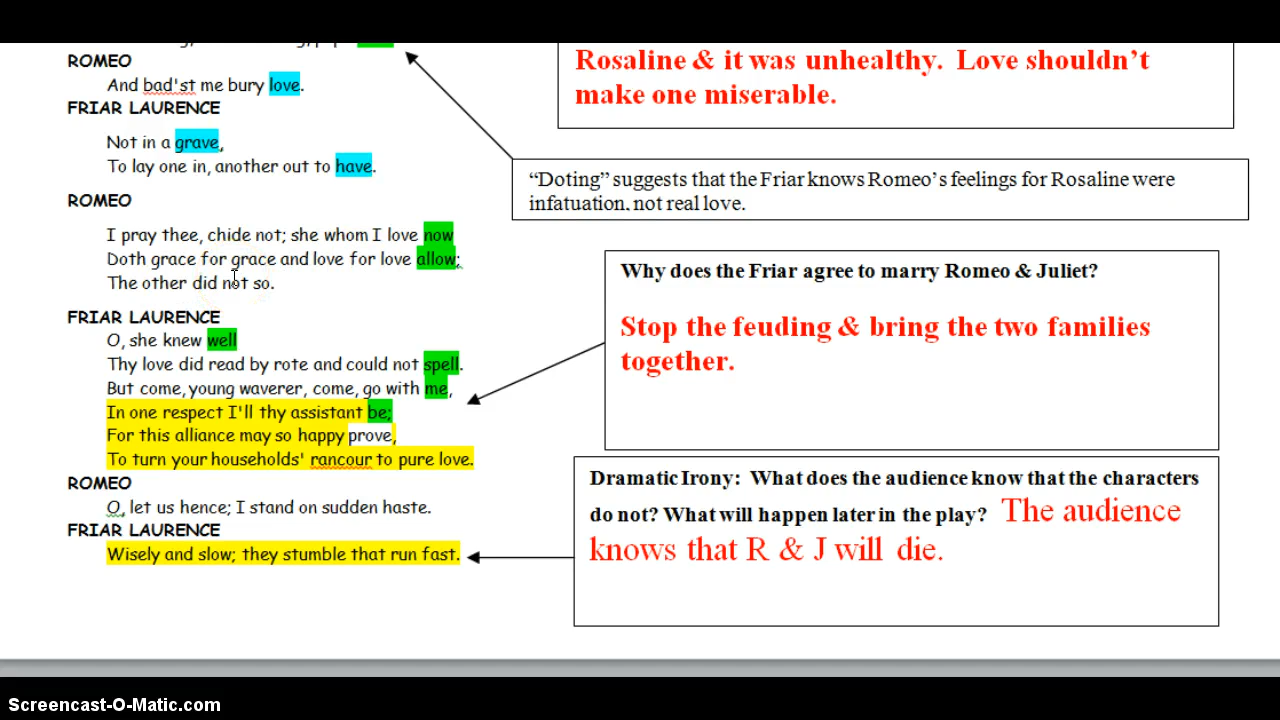 ROMEO
And bad'st me bury love.
FRIAR LAURENCE
Not in a grave,
To lay one in, another out to have.
ROMEO
I pray thee, chide not; she whom I love now
Doth grace for grace and love for love allow;
The other did not so.
FRIAR LAURENCE
O, she knew well
Thy love did read by rote and could not spell.
But come, young waverer, come, go with me,
In one respect I'll thy assistant be;
For this alliance may so happy prove,
To turn your households' rancour to pure love.
ROMEO
O, let us hence; I stand on sudden haste.
FRIAR LAURENCE
Wisely and slow; they stumble that run fast.
Rosaline & it was unhealthy. Love shouldn't
make one miserable.
“Doting” suggests that the Friar knows Romeo’s feelings for Rosaline were
infatuation, not real love.
Why does the Friar agree to marry Romeo & Juliet?
Stop the feuding & bring the two families
together.
Dramatic Irony: What does the audience know that the characters
do not? What will happen later in the play? The audience
knows that R & J will die.
Screencast-O-Matic.com